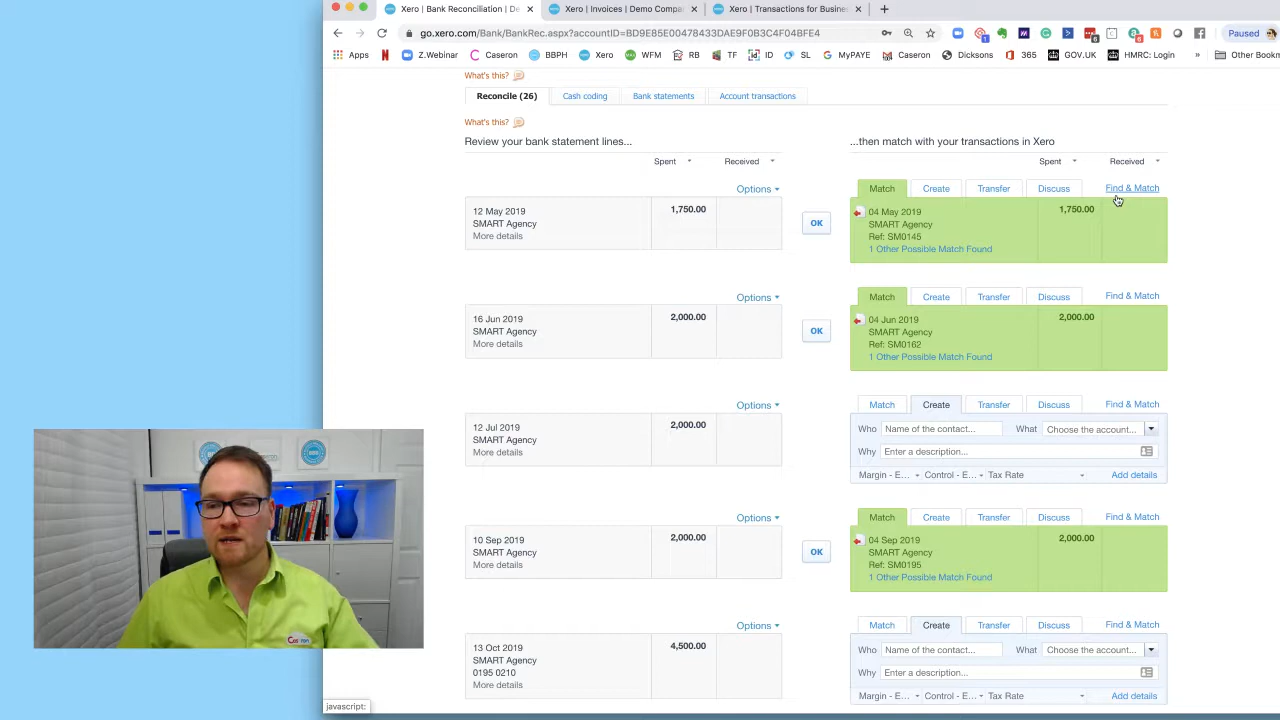 Xero | Bank Reconciliation | De
Xero | Invoices | Demo Compan
Xero | Transactions for Busines
go.xero.com/Bank/BankRec.aspx?accountID=BD9E85E00478433DAE9F0B3C4F04BFE4
Paused
Apps
Z.Webinar
Caseron
BBPH
Xero
WFM
RB
TF
ID
SL
MyPAYE
Caseron
Dicksons
365
GOV.UK
HMRC: Login
»
Other Bookm
What's this?
Reconcile (26)
Cash coding
Bank statements
Account transactions
What's this?
Review your bank statement lines...
...then match with your transactions in Xero
Spent
Received
Spent
Received
Options
Match
Create
Transfer
Discuss
Find & Match
12 May 2019
SMART Agency
More details
1,750.00
OK
04 May 2019
SMART Agency
Ref: SM0145
1 Other Possible Match Found
1,750.00
Options
Match
Create
Transfer
Discuss
Find & Match
16 Jun 2019
SMART Agency
More details
2,000.00
OK
04 Jun 2019
SMART Agency
Ref: SM0162
1 Other Possible Match Found
2,000.00
Options
Match
Create
Transfer
Discuss
Find & Match
12 Jul 2019
SMART Agency
More details
2,000.00
Who
Name of the contact...
What
Choose the account...
Why
Enter a description...
Margin - E...
Control - E...
Tax Rate
Add details
Options
Match
Create
Transfer
Discuss
Find & Match
10 Sep 2019
SMART Agency
More details
2,000.00
OK
04 Sep 2019
SMART Agency
Ref: SM0195
1 Other Possible Match Found
2,000.00
Options
Match
Create
Transfer
Discuss
Find & Match
13 Oct 2019
SMART Agency
0195 0210
More details
4,500.00
Who
Name of the contact...
What
Choose the account...
Why
Enter a description...
Margin - E...
Control - E...
Tax Rate
Add details
javascript: